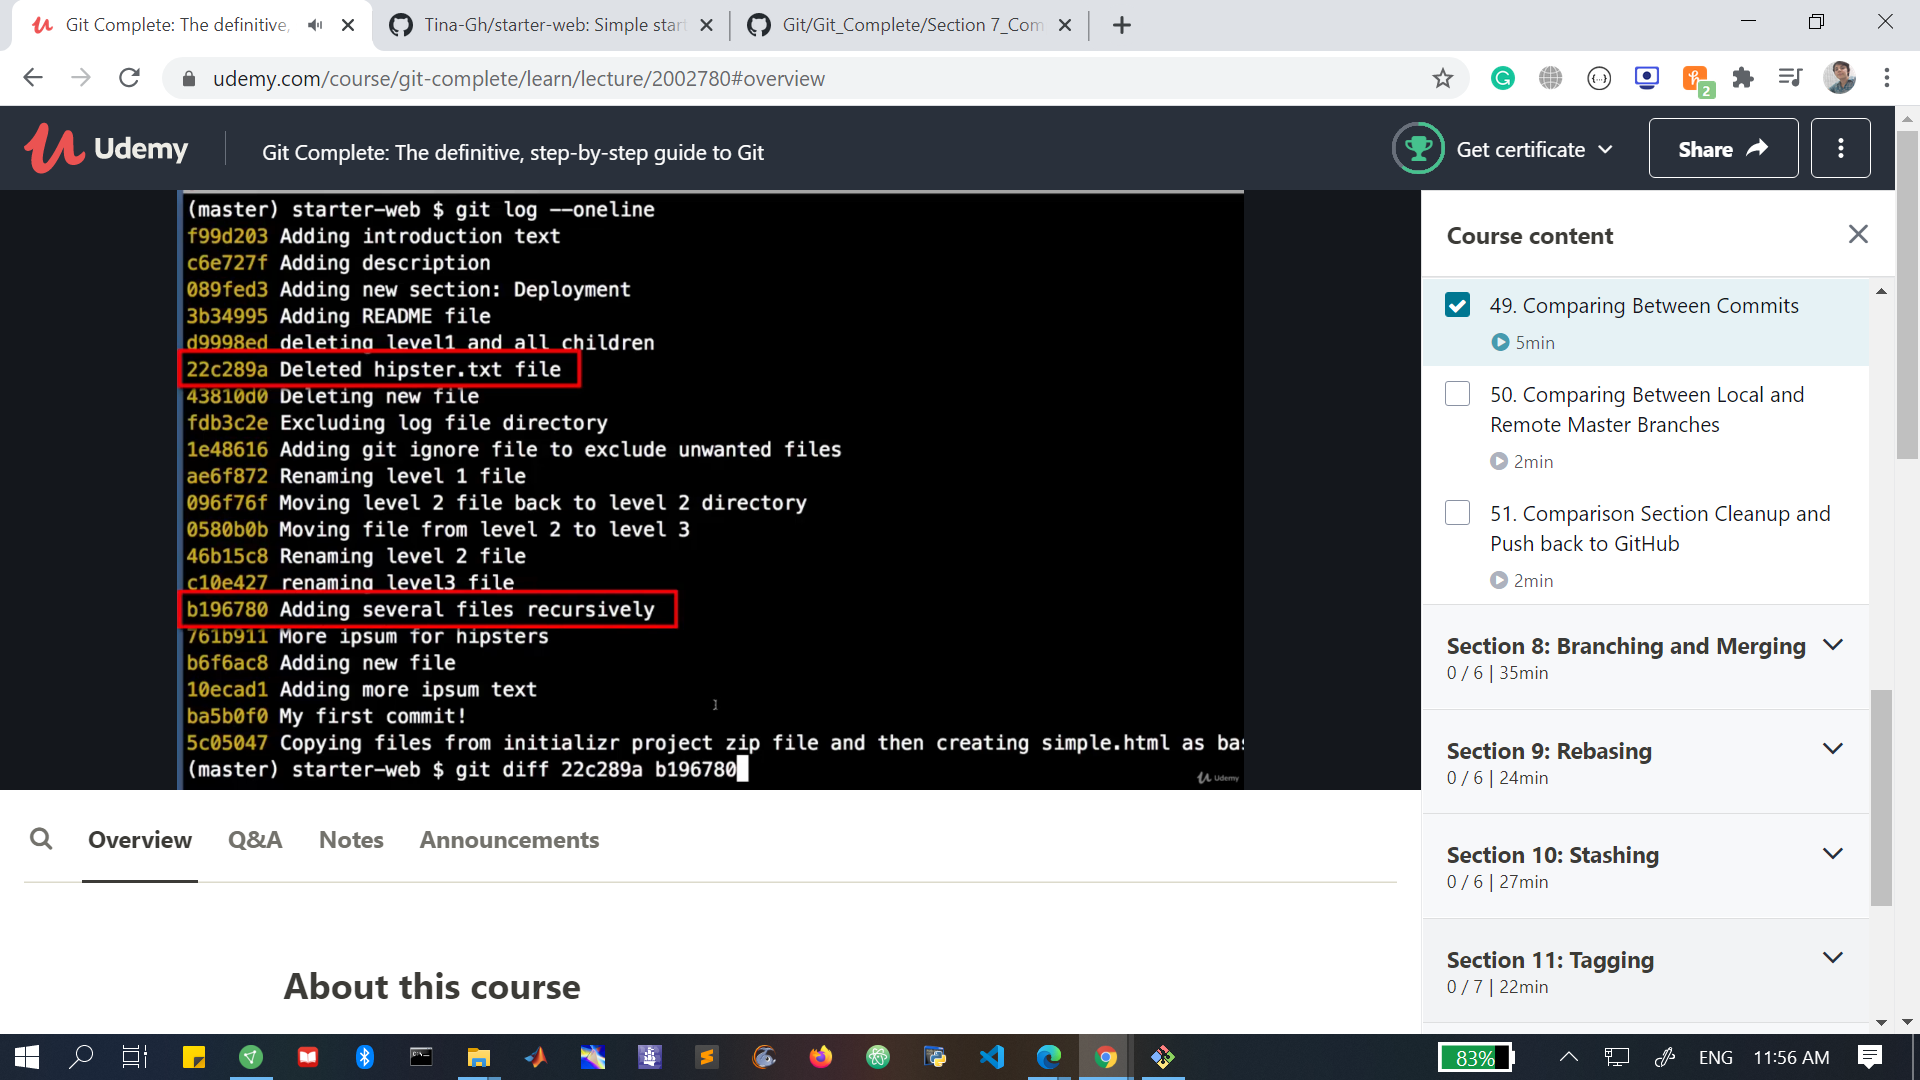 Git Complete: The definitive,
Tina-Gh/starter-web: Simple star
Git/Git_Complete/Section 7_Com
udemy.com/course/git-complete/learn/lecture/2002780#overview
2
Udemy
Git Complete: The definitive, step-by-step guide to Git
Get certificate
Share
(master) starter-web $ git log --oneline
f99d203 Adding introduction text
c6e727f Adding description
089fed3 Adding new section: Deployment
3b34995 Adding README file
d9998ed deleting level1 and all children
22c289a Deleted hipster.txt file
43810d0 Deleting new file
fdb3c2e Excluding log file directory
1e48616 Adding git ignore file to exclude unwanted files
ae6f872 Renaming level 1 file
096f76f Moving level 2 file back to level 2 directory
0580b0b Moving file from level 2 to level 3
46b15c8 Renaming level 2 file
c10e427 renaming level3 file
b196780 Adding several files recursively
761b911 More ipsum for hipsters
b6f6ac8 Adding new file
10ecad1 Adding more ipsum text
ba5b0f0 My first commit!
5c05047 Copying files from initializr project zip file and then creating simple.html as bas
(master) starter-web $ git diff 22c289a b196780
Udemy
Course content
49. Comparing Between Commits
5min
50. Comparing Between Local and
Remote Master Branches
2min
51. Comparison Section Cleanup and
Push back to GitHub
2min
Section 8: Branching and Merging
0 / 6 | 35min
Section 9: Rebasing
0 / 6 | 24min
Section 10: Stashing
0 / 6 | 27min
Section 11: Tagging
0 / 7 | 22min
Overview
Q&A
Notes
Announcements
About this course
83%
ENG
11:56 AM